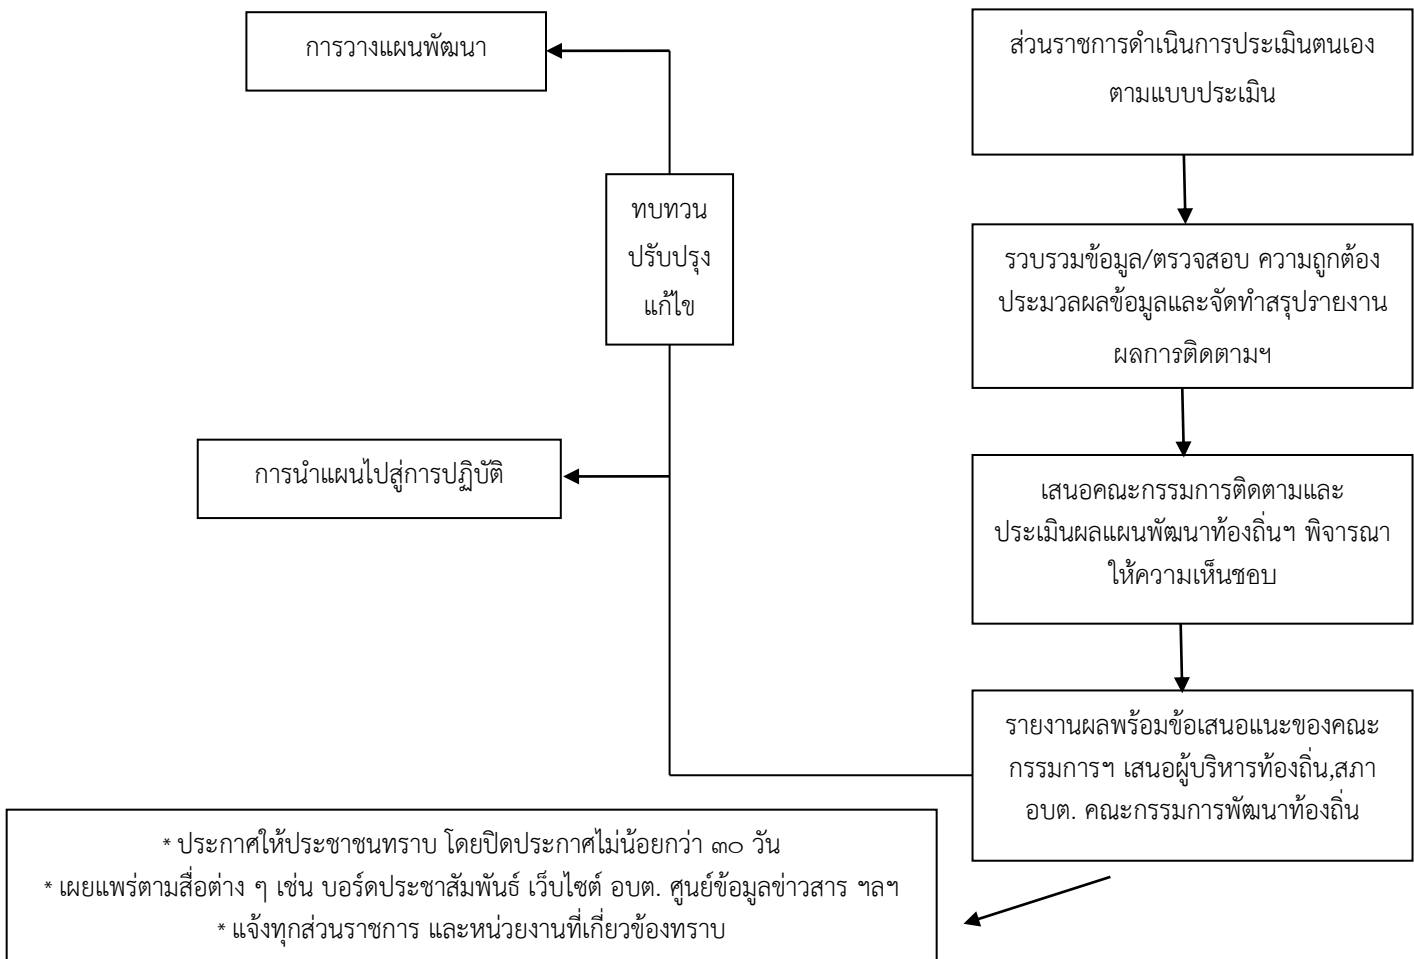 การวางแผนพัฒนา
ส่วนราชการดำเนินการประเมินตนเอง
ตามแบบประเมิน
ทบทวน
ปรับปรุง
แก้ไข
รวบรวมข้อมูล/ตรวจสอบ ความถูกต้อง
ประมวลผลข้อมูลและจัดทำสรุปรายงาน
ผลการติดตามฯ
การนำแผนไปสู่การปฏิบัติ
เสนอคณะกรรมการติดตามและ
ประเมินผลแผนพัฒนาท้องถิ่นฯ พิจารณา
ให้ความเห็นชอบ
รายงานผลพร้อมข้อเสนอแนะของคณะ
กรรมการฯ เสนอผู้บริหารท้องถิ่น,สภา
อบต. คณะกรรมการพัฒนาท้องถิ่น
* ประกาศให้ประชาชนทราบ โดยปิดประกาศไม่น้อยกว่า ๓๐ วัน
* เผยแพร่ตามสื่อต่าง ๆ เช่น บอร์ดประชาสัมพันธ์ เว็บไซต์ อบต. ศูนย์ข้อมูลข่าวสาร ฯลฯ
* แจ้งทุกส่วนราชการ และหน่วยงานที่เกี่ยวข้องทราบ